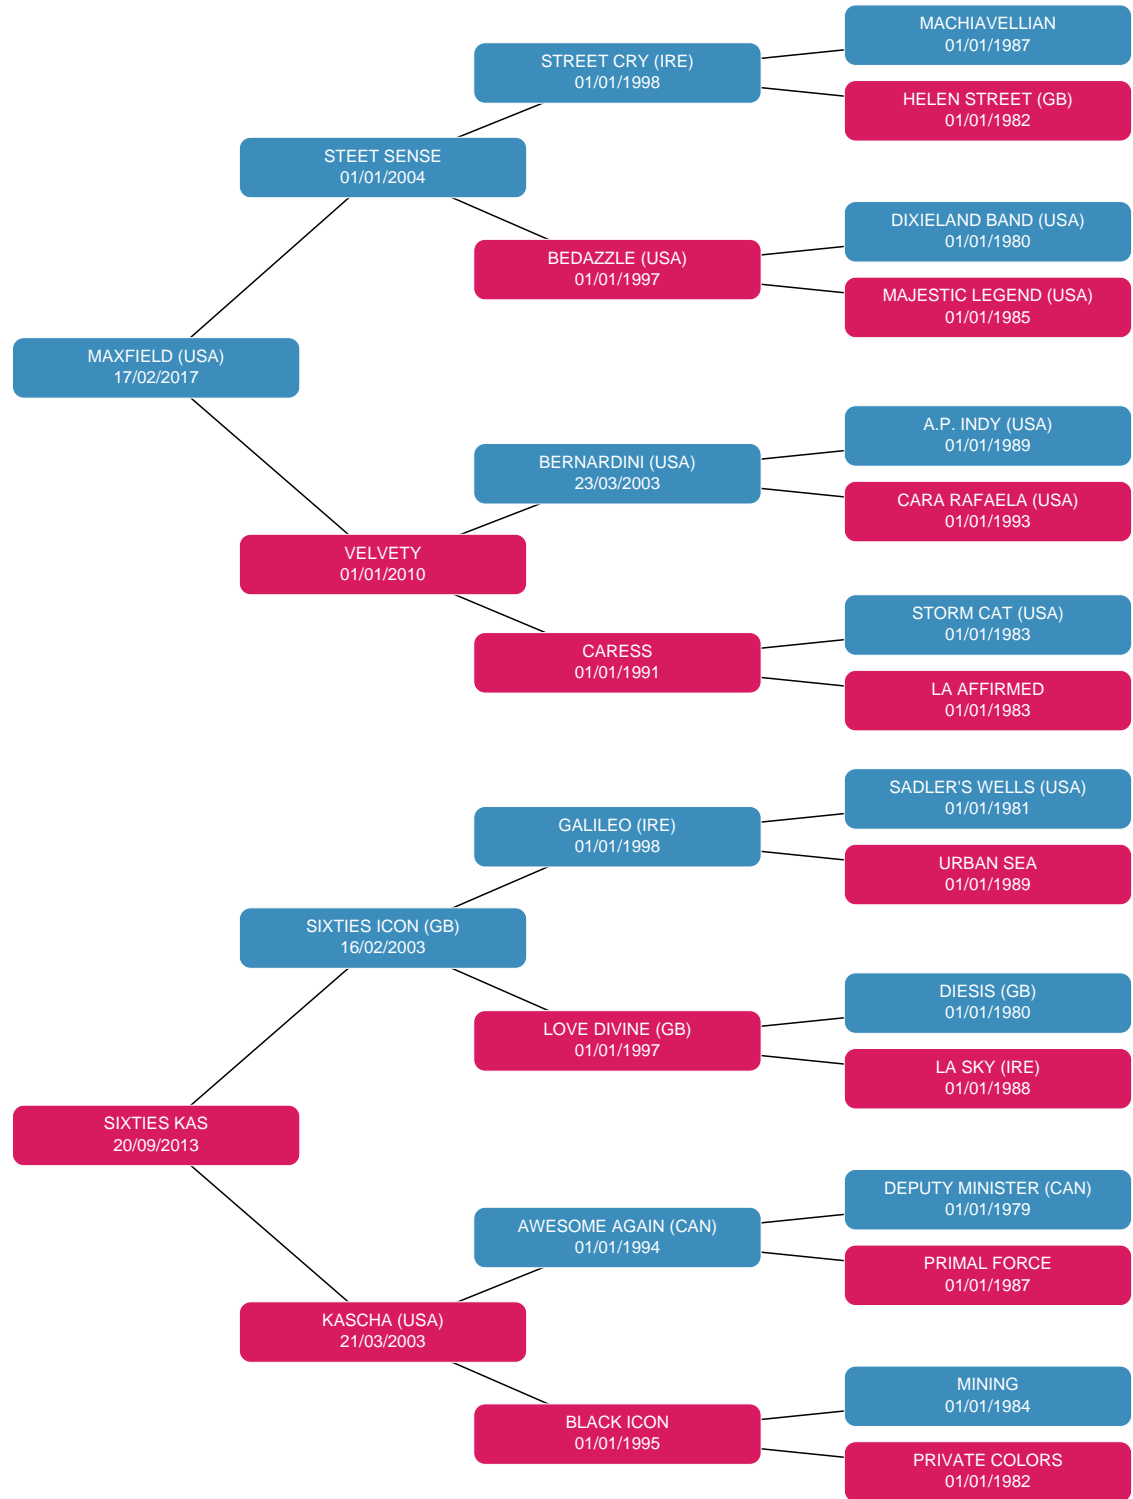 MACHIAVELLIAN
01/01/1987
STREET CRY (IRE)
01/01/1998
HELEN STREET (GB)
01/01/1982
STEET SENSE
01/01/2004
DIXIELAND BAND (USA)
01/01/1980
BEDAZZLE (USA)
01/01/1997
MAJESTIC LEGEND (USA)
01/01/1985
MAXFIELD (USA)
17/02/2017
A.P. INDY (USA)
01/01/1989
BERNARDINI (USA)
23/03/2003
CARA RAFAELA (USA)
01/01/1993
VELVETY
01/01/2010
STORM CAT (USA)
01/01/1983
CARESS
01/01/1991
LA AFFIRMED
01/01/1983
SADLER'S WELLS (USA)
01/01/1981
GALILEO (IRE)
01/01/1998
URBAN SEA
01/01/1989
SIXTIES ICON (GB)
16/02/2003
DIESIS (GB)
01/01/1980
LOVE DIVINE (GB)
01/01/1997
LA SKY (IRE)
01/01/1988
SIXTIES KAS
20/09/2013
DEPUTY MINISTER (CAN)
01/01/1979
AWESOME AGAIN (CAN)
01/01/1994
PRIMAL FORCE
01/01/1987
KASCHA (USA)
21/03/2003
MINING
01/01/1984
BLACK ICON
01/01/1995
PRIVATE COLORS
01/01/1982